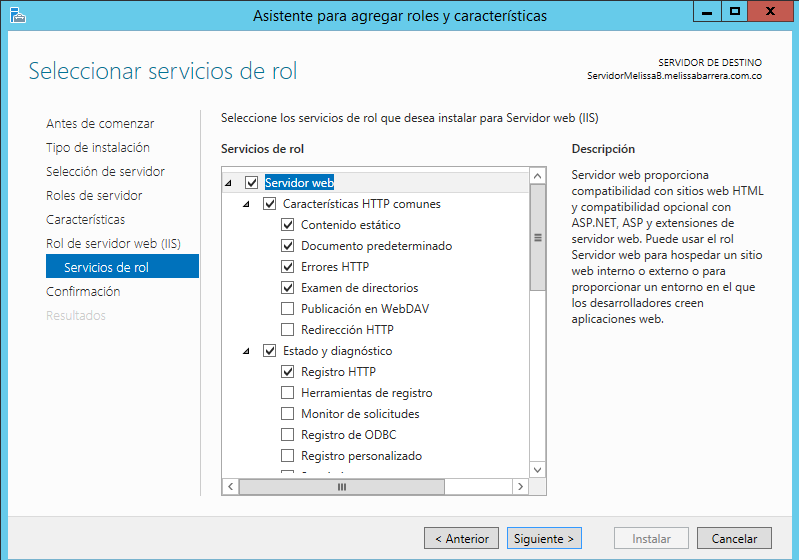 Asistente para agregar roles y características
Seleccionar servicios de rol
SERVIDOR DE DESTINO
ServidorMelissaB.melissabarrera.com.co
Antes de comenzar
Tipo de instalación
Selección de servidor
Roles de servidor
Características
Rol de servidor web (IIS)
Servicios de rol
Confirmación
Resultados
Seleccione los servicios de rol que desea instalar para Servidor web (IIS)
Servicios de rol
Servidor web
Características HTTP comunes
Contenido estático
Documento predeterminado
Errores HTTP
Examen de directorios
Publicación en WebDAV
Redirección HTTP
Estado y diagnóstico
Registro HTTP
Herramientas de registro
Monitor de solicitudes
Registro de ODBC
Registro personalizado
Descripción
Servidor web proporciona
compatibilidad con sitios web HTML
y compatibilidad opcional con
ASP.NET, ASP y extensiones de
servidor web. Puede usar el rol
Servidor web para hospedar un sitio
web interno o externo o para
proporcionar un entorno en el que
los desarrolladores creen
aplicaciones web.
< Anterior
Siguiente >
Instalar
Cancelar